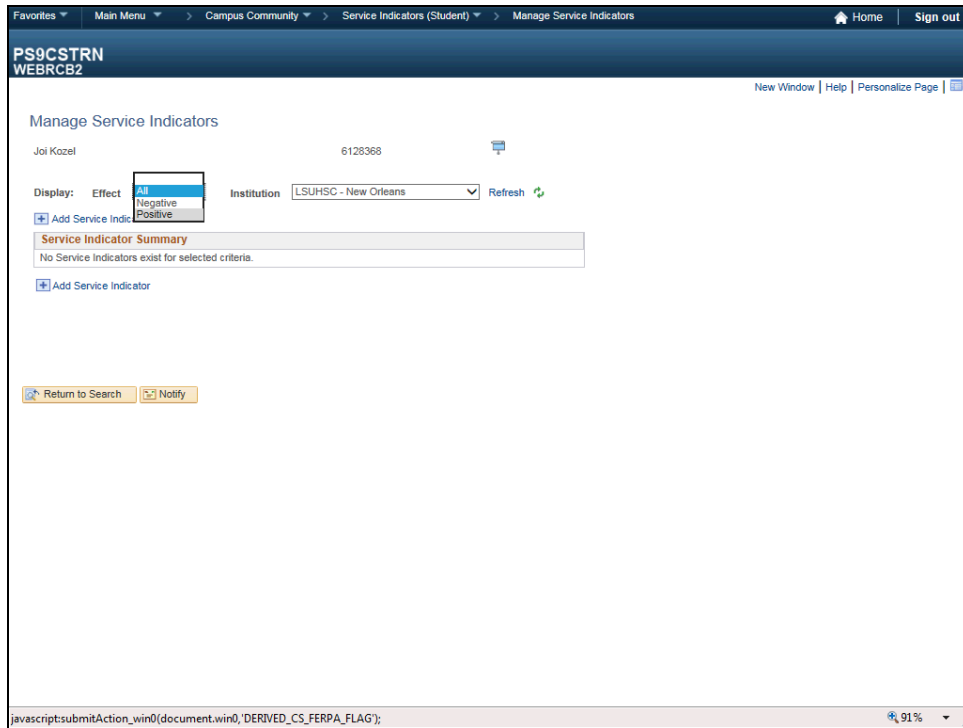 Favorites Main Menu > Campus Community > Service Indicators (Student) > Manage Service Indicators Home Sign out
PS9CSTRN
WEBRCB2
New Window | Help | Personalize Page |
Manage Service Indicators
Joi Kozel 6128368
Display: Effect All Institution LSUHSC - New Orleans Refresh
Negative
Positive
Add Service Indic
Service Indicator Summary
No Service Indicators exist for selected criteria.
Add Service Indicator
Return to Search Notify
javascript:submitAction_win0(document.win0,'DERIVED_CS_FERPA_FLAG'); 91%